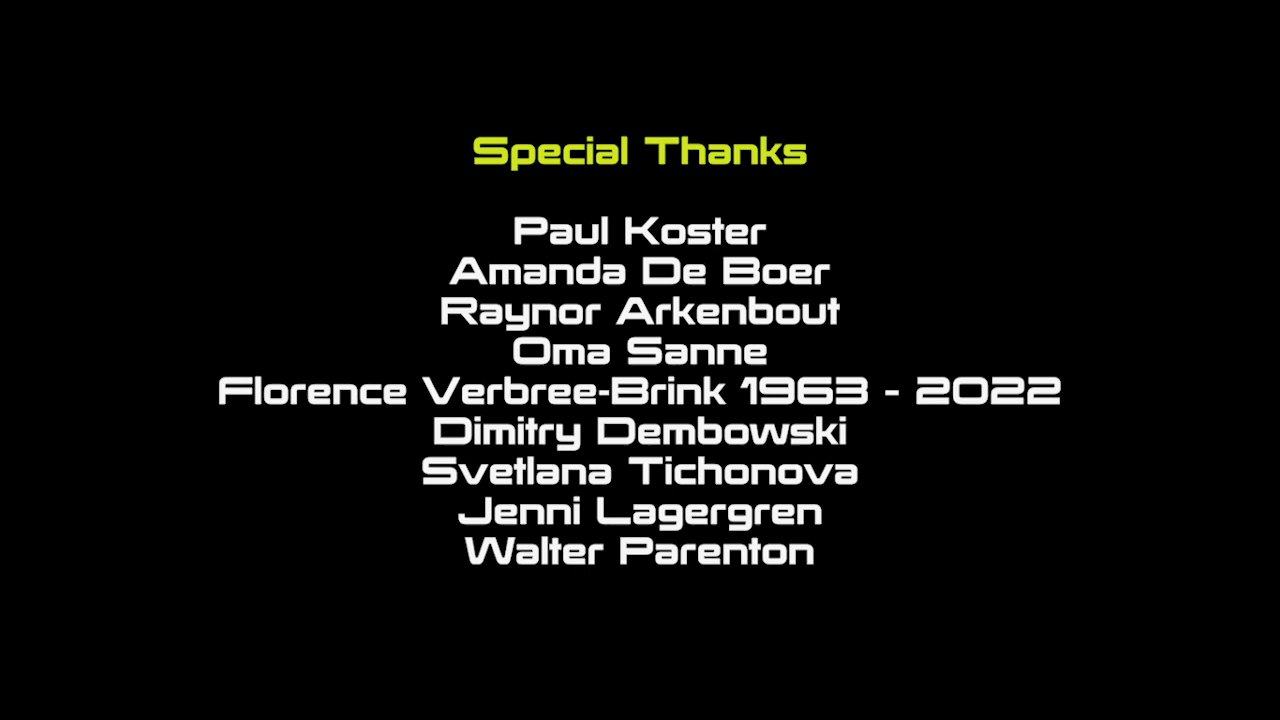 Special Thanks
Paul Koster
Amanda De Boer
Raynor Arkenbout
Oma Sanne
Florence Verbree-Brink 1963 - 2022
Dimitry Dembowski
Svetlana Tichonova
Jenni Lagergren
Walter Parenton